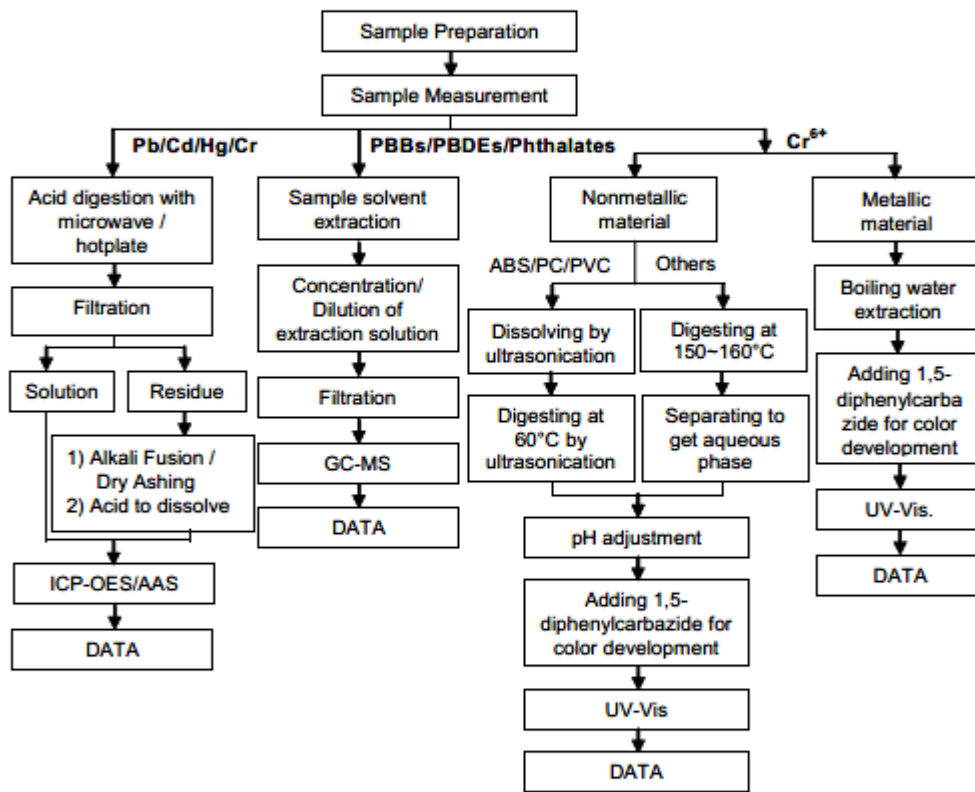 Sample Preparation
Sample Measurement
Pb/Cd/Hg/Cr
PBBs/PBDEs/Phthalates
Cr⁶⁺
Acid digestion with
microwave /
hotplate
Filtration
Solution
Residue
1) Alkali Fusion /
Dry Ashing
2) Acid to dissolve
ICP-OES/AAS
DATA
Sample solvent
extraction
Concentration/
Dilution of
extraction solution
Filtration
GC-MS
DATA
Nonmetallic
material
ABS/PC/PVC
Others
Dissolving by
ultrasonication
Digesting at
60°C by
ultrasonication
Digesting at
150~160°C
Separating to
get aqueous
phase
pH adjustment
Adding 1,5-
diphenylcarbazide for
color development
UV-Vis
DATA
Metallic
material
Boiling water
extraction
Adding 1,5-
diphenylcarba
zide for color
development
UV-Vis.
DATA